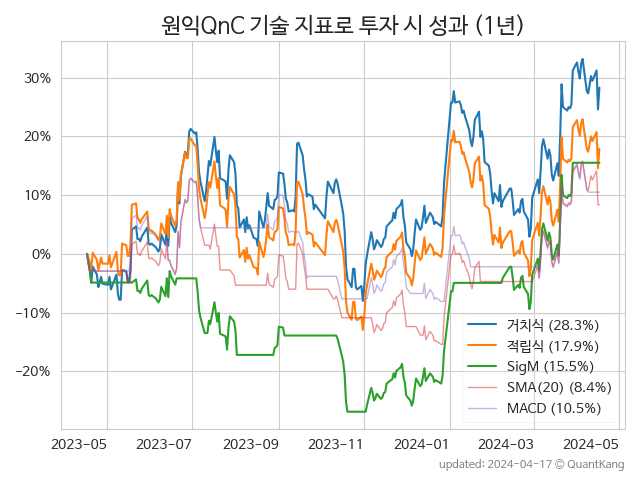 원익QnC 기술 지표로 투자 시 성과 (1년)
30%
20%
10%
0%
−10%
−20%
거치식 (28.3%)
적립식 (17.9%)
SigM (15.5%)
SMA(20) (8.4%)
MACD (10.5%)
2023-05 2023-07 2023-09 2023-11 2024-01 2024-03 2024-05
updated: 2024-04-17 © QuantKang